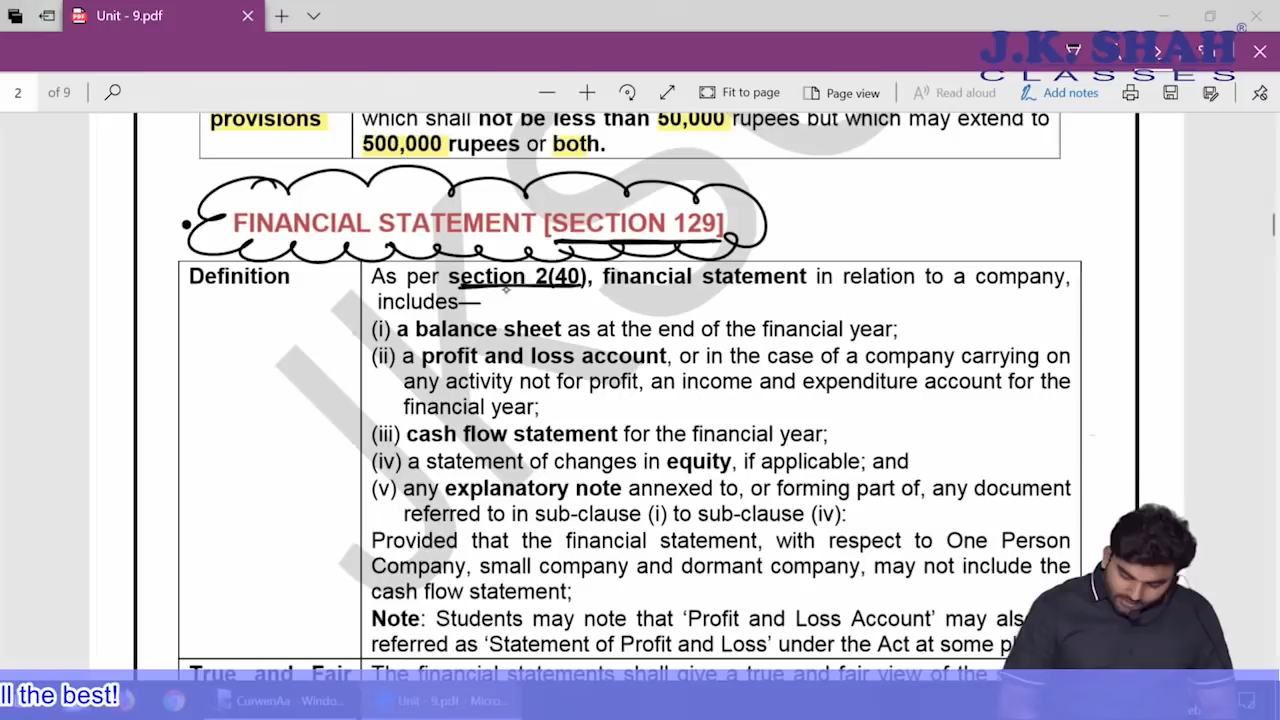 Unit - 9.pdf
J.K. SHAH ®
CLASSES
2 of 9
Fit to page
Page view
Read aloud
Add notes
provisions
which shall not be less than 50,000 rupees but which may extend to
500,000 rupees or both.
• FINANCIAL STATEMENT [SECTION 129]
Definition
As per section 2(40), financial statement in relation to a company,
includes—
(i) a balance sheet as at the end of the financial year;
(ii) a profit and loss account, or in the case of a company carrying on
any activity not for profit, an income and expenditure account for the
financial year;
(iii) cash flow statement for the financial year;
(iv) a statement of changes in equity, if applicable; and
(v) any explanatory note annexed to, or forming part of, any document
referred to in sub-clause (i) to sub-clause (iv):
Provided that the financial statement, with respect to One Person
Company, small company and dormant company, may not include the
cash flow statement;
Note: Students may note that ‘Profit and Loss Account’ may als
referred as ‘Statement of Profit and Loss’ under the Act at some p
True and Fair
The financial statements shall give a true and fair view of the
ll the best!
CurwenAa - Windo...
Unit - 9.pdf - Micro...